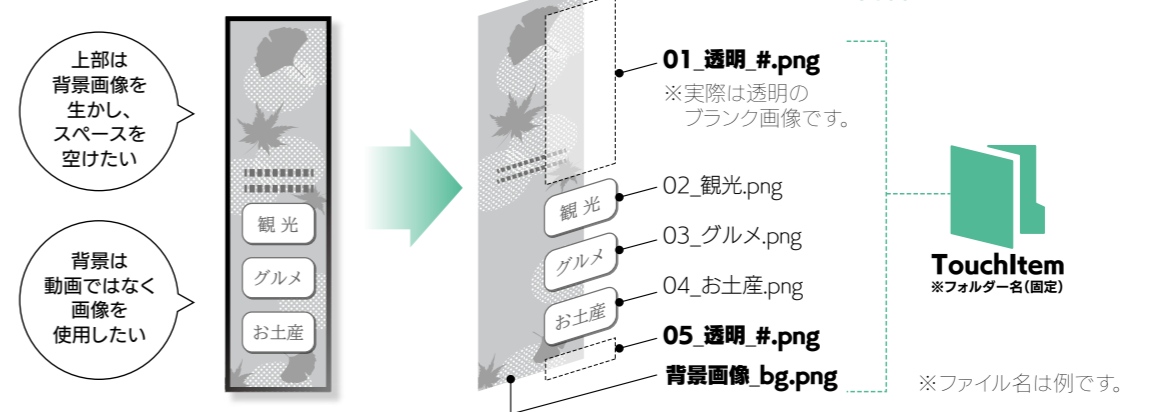 上部は
背景画像を
生かし、
スペースを
空けたい
背景は
動画ではなく
画像を
使用したい
観光
グルメ
お土産
観光
グルメ
お土産
01_透明_#.png
※実際は透明の
ブランク画像です。
02_観光.png
03_グルメ.png
04_お土産.png
05_透明_#.png
背景画像_bg.png
TouchItem
※フォルダー名(固定)
※ファイル名は例です。